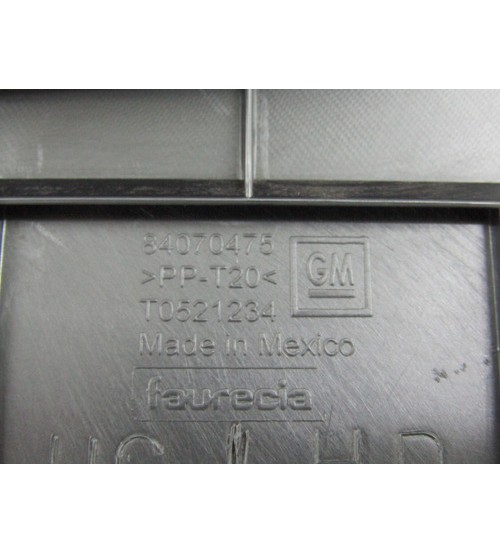 84070475
>PP-T20<
GM
T0521234
Made in Mexico
faurecia